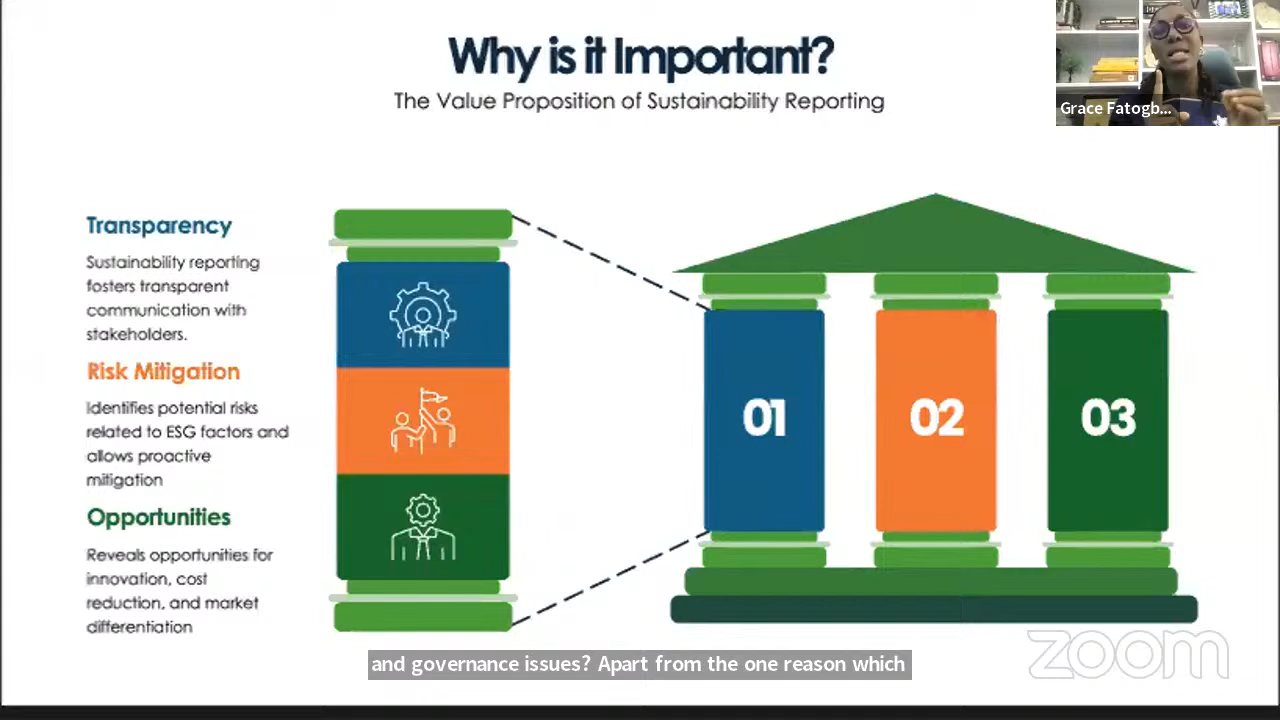 Why is it Important?
The Value Proposition of Sustainability Reporting
Grace Fatogb...
Transparency
Sustainability reporting
fosters transparent
communication with
stakeholders.
Risk Mitigation
Identifies potential risks
related to ESG factors and
allows proactive
mitigation
Opportunities
Reveals opportunities for
innovation, cost
reduction, and market
differentiation
01
02
03
zoom
and governance issues? Apart from the one reason which